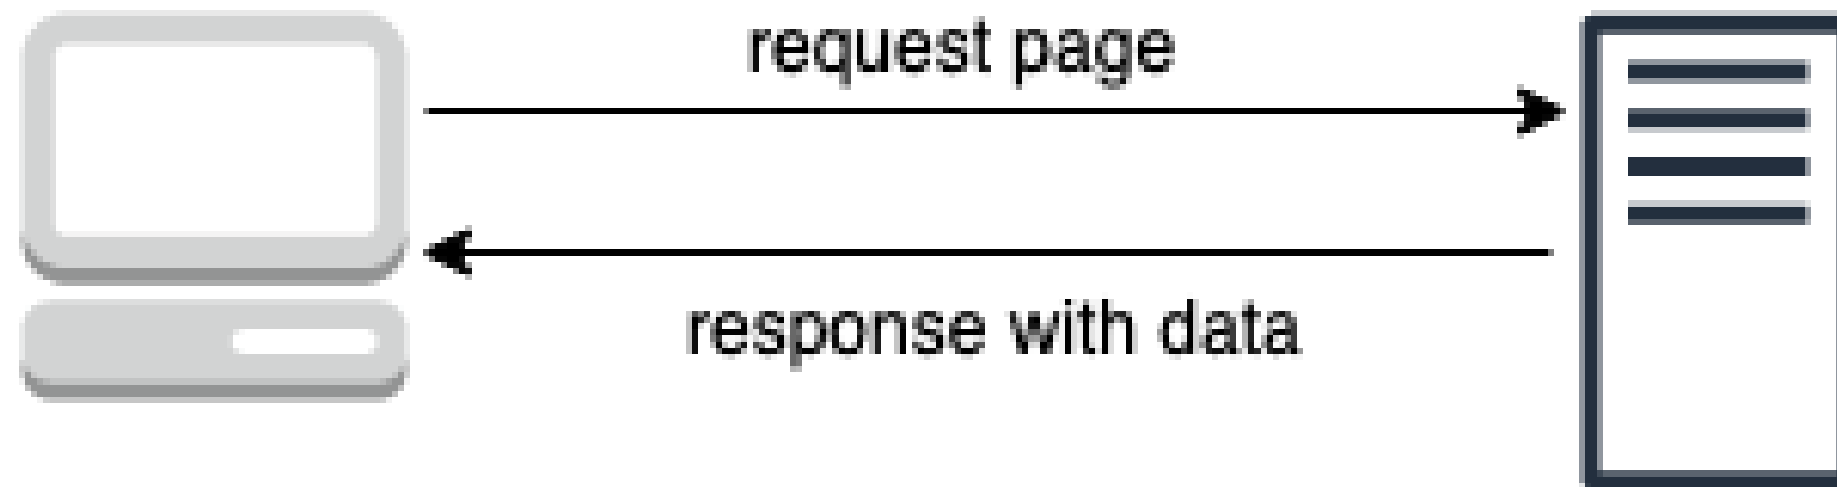 request page
response with data